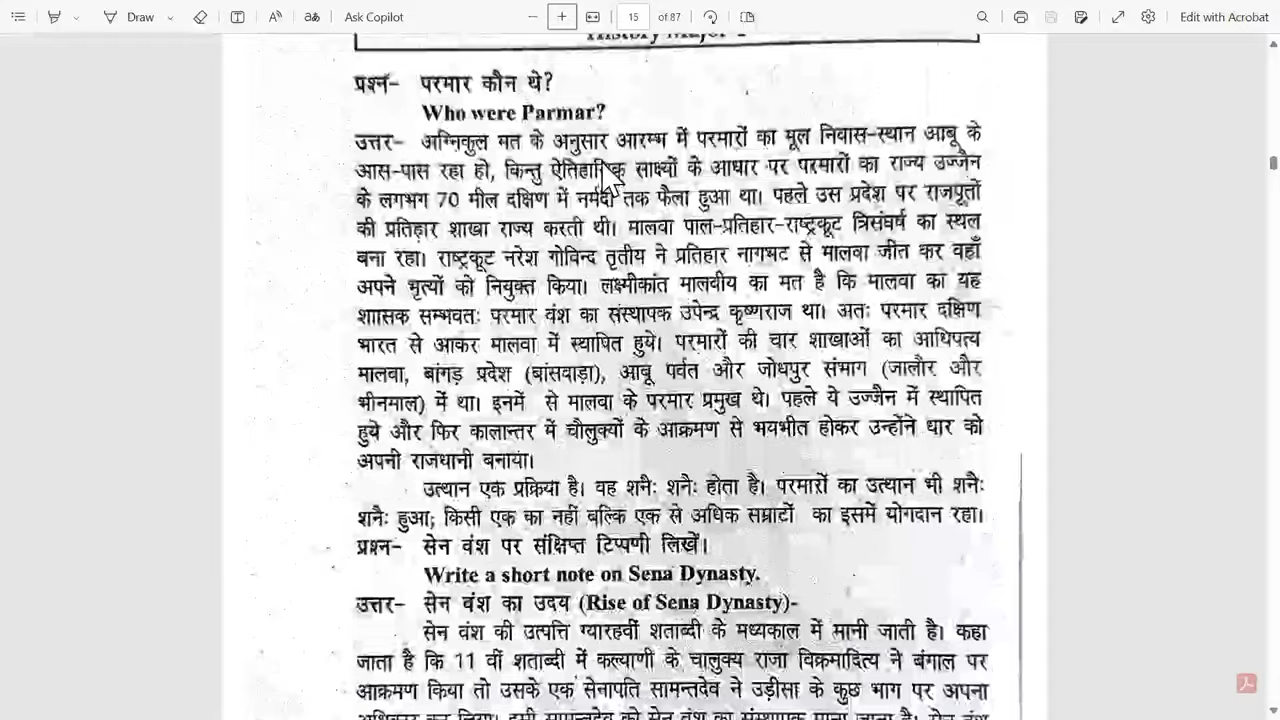 Draw
Ask Copilot
15 of 87
Edit with Acrobat
History Major-
प्रश्न- परमार कौन थे?
Who were Parmar?
उत्तर- अग्निकुल मत के अनुसार आरम्भ में परमारों का मूल निवास-स्थान आबू के
आस-पास रहा हो, किन्तु साक्ष्यों के आधार पर परमारों का राज्य उज्जैन
के लगभग 70 मील दक्षिण में नर्मदा तक फैला हुआ था। पहले उस प्रदेश पर राजपूतों
की प्रतिहार शाखा राज्य करती थी। मालवा पाल-प्रतिहार-राष्ट्रकूट त्रिसंघर्ष का स्थल
बना रहा। राष्ट्रकूट नरेश गोविन्द तृतीय ने प्रतिहार नागभट से मालवा जीत कर वहाँ
अपने भृत्यों को नियुक्त किया। लक्ष्मीकांत मालवीय का मत है कि मालवा का यह
शाासक सम्भवतः परमार वंश का संस्थापक उपेन्द्र कृष्णराज था। अतः परमार दक्षिण
भारत से आकर मालवा में स्थापित हुये। परमारों की चार शाखाओं का आधिपत्य
मालवा, बांगड़ प्रदेश (बांसवाड़ा), आबू पर्वत और जोधपुर संभाग (जालौर और
भीनमाल) में था। इनमें से मालवा के परमार प्रमुख थे। पहले ये उज्जैन में स्थापित
हुये और फिर कालान्तर में चौलुक्यों के आक्रमण से भयभीत होकर उन्होंने धार को
अपनी राजधानी बनाया।
उत्थान एक प्रक्रिया है। वह शनैः शनैः होता है। परमारों का उत्थान भी शनैः
शनैः हुआ; किसी एक का नहीं बल्कि एक से अधिक सम्राटों का इसमें योगदान रहा।
प्रश्न- सेन वंश पर संक्षिप्त टिप्पणी लिखें।
Write a short note on Sena Dynasty.
उत्तर- सेन वंश का उदय (Rise of Sena Dynasty)-
सेन वंश की उत्पत्ति ग्यारहवीं शताब्दी के मध्यकाल में मानी जाती है। कहा
जाता है कि 11 वीं शताब्दी में कल्याणी के चालुक्य राजा विक्रमादित्य ने बंगाल पर
आक्रमण किया तो उसके एक सेनापति सामन्तदेव ने उड़ीसा के कुछ भाग पर अपना